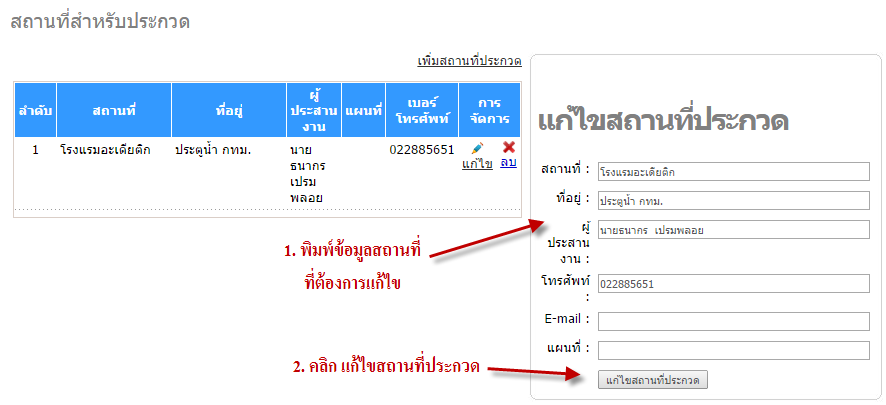 สถานที่สำหรับประกวด
เพิ่มสถานที่ประกวด
ลำดับ สถานที่ ที่อยู่ ผู้ประสานงาน แผนที่ เบอร์โทรศัพท์ การจัดการ
1 โรงแรมอะเดียติก ประตูน้ำ กทม. นายธนากร เปรมพลอย 022885651 แก้ไข ลบ
แก้ไขสถานที่ประกวด
สถานที่ : โรงแรมอะเดียติก
ที่อยู่ : ประตูน้ำ กทม.
ผู้ประสานงาน : นายธนากร เปรมพลอย
โทรศัพท์ : 022885651
E-mail :
แผนที่ :
แก้ไขสถานที่ประกวด
1. พิมพ์ข้อมูลสถานที่
ที่ต้องการแก้ไข
2. คลิก แก้ไขสถานที่ประกวด